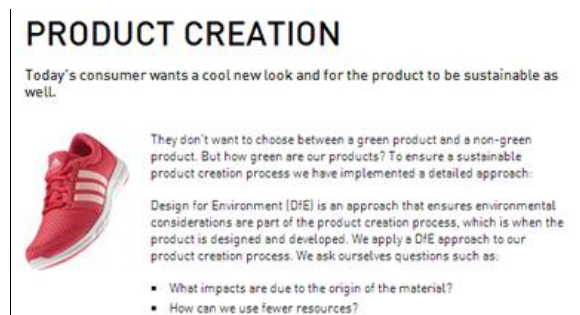 PRODUCT CREATION
Today's consumer wants a cool new look and for the product to be sustainable as
well.
They don't want to choose between a green product and a non-green
product. But how green are our products? To ensure a sustainable
product creation process we have implemented a detailed approach:
Design for Environment (DfE) is an approach that ensures environmental
considerations are part of the product creation process, which is when the
product is designed and developed. We apply a DfE approach to our
product creation process. We ask ourselves questions such as:
▪ What impacts are due to the origin of the material?
▪ How can we use fewer resources?